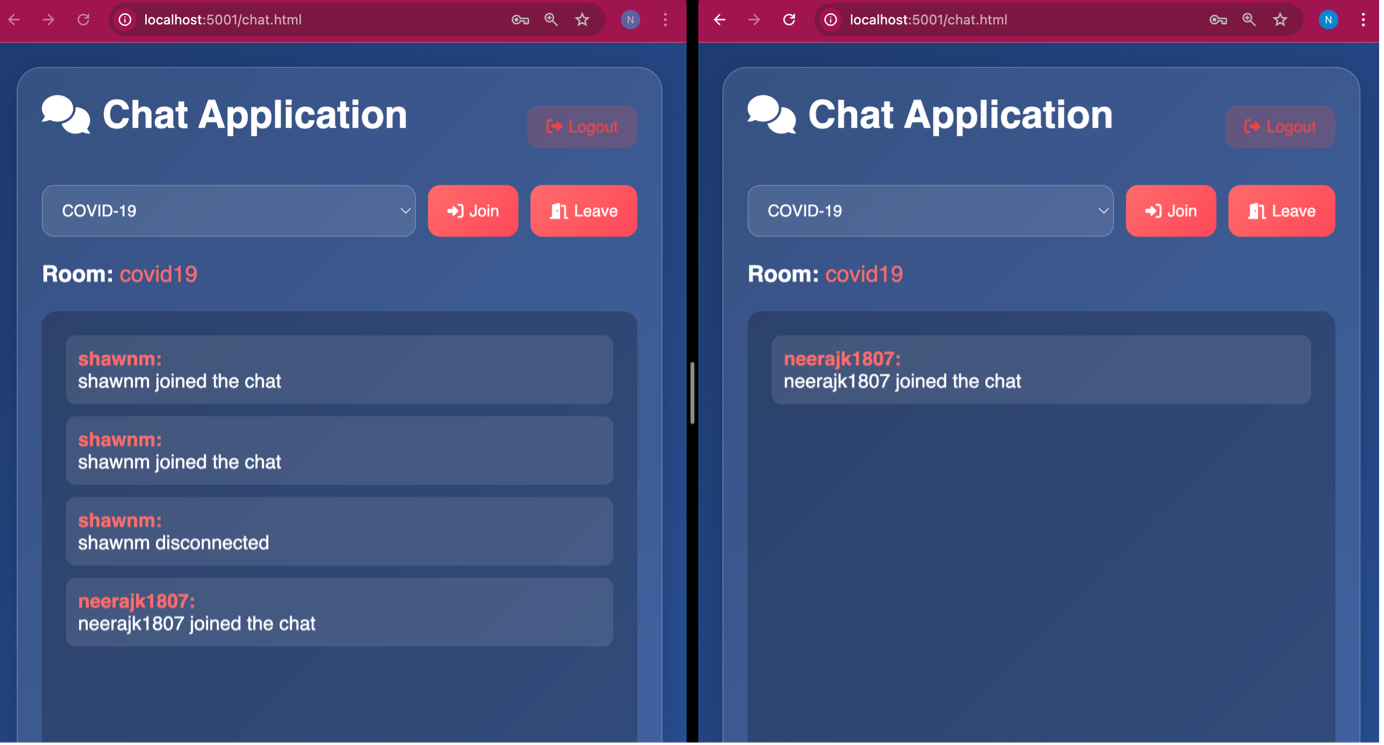 localhost:5001/chat.html
N
Chat Application
Logout
COVID-19
Join
Leave
Room: covid19
shawnm:
shawnm joined the chat
shawnm:
shawnm joined the chat
shawnm:
shawnm disconnected
neerajk1807:
neerajk1807 joined the chat
localhost:5001/chat.html
N
Chat Application
Logout
COVID-19
Join
Leave
Room: covid19
neerajk1807:
neerajk1807 joined the chat